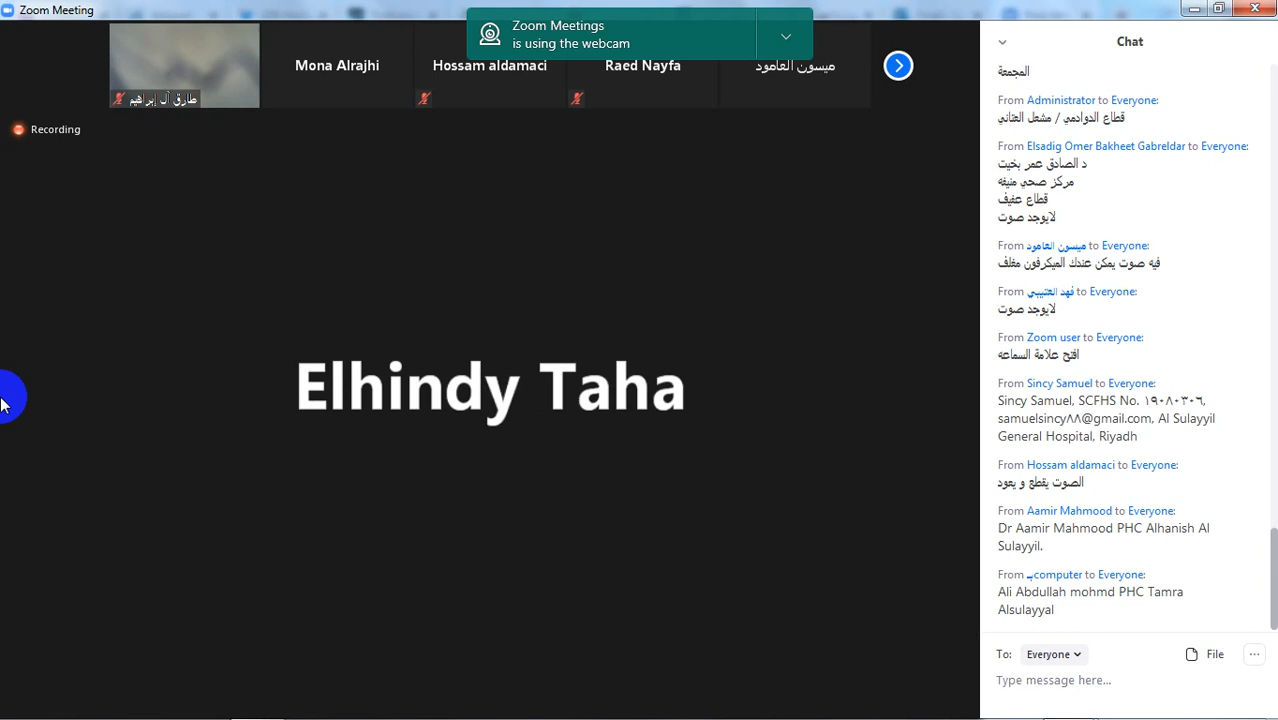 Zoom Meeting
Zoom Meetings
is using the webcam
طارق آل إبراهيم
Mona Alrajhi
Hossam aldamaci
Raed Nayfa
ميسون العامود
Recording
Elhindy Taha
Chat
المجمعة
From Administrator to Everyone:
قطاع الدوادمي / مشعل العتاني
From Elsadig Omer Bakheet Gabreldar to Everyone:
د الصادق عمر بخيت
مركز صحي منيفه
قطاع عفيف
لايوجد صوت
From ميسون العامود to Everyone:
فيه صوت يمكن عندك الميكرفون مغلف
From فهد العتيبي to Everyone:
لايوجد صوت
From Zoom user to Everyone:
افتح علامة السماعه
From Sincy Samuel to Everyone:
Sincy Samuel, SCFHS No. ١٩٠٨٠٣٠٦,
samuelsincy٨٨@gmail.com, Al Sulayyil
General Hospital, Riyadh
From Hossam aldamaci to Everyone:
الصوت يقطع و يعود
From Aamir Mahmood to Everyone:
Dr Aamir Mahmood PHC Alhanish Al
Sulayyil.
From computerبـ to Everyone:
Ali Abdullah mohmd PHC Tamra
Alsulayyal
To: Everyone
File
Type message here...